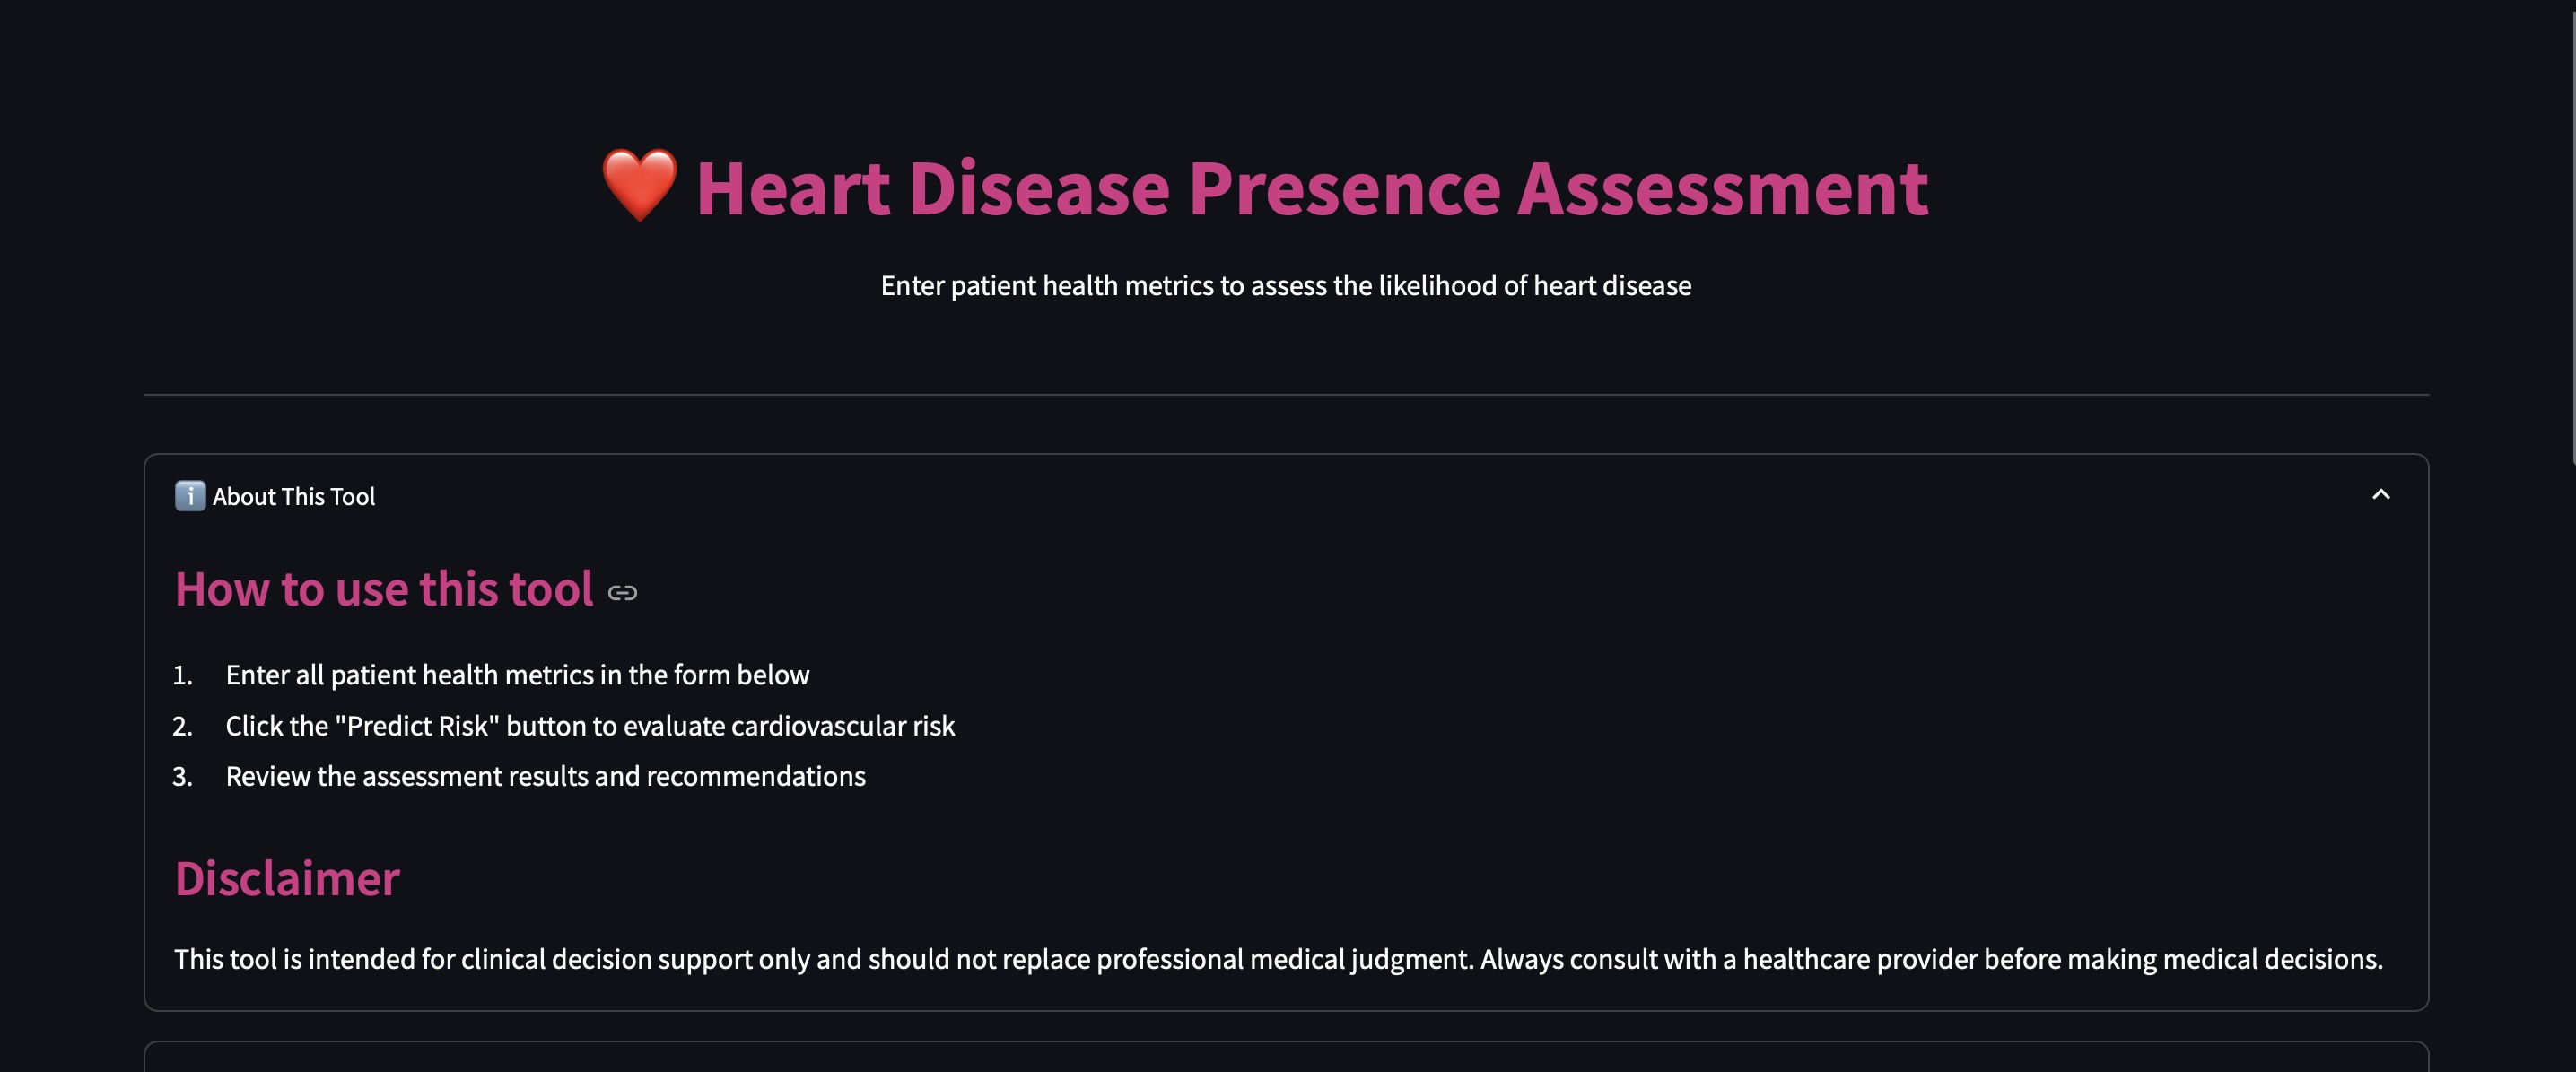 ❤️ Heart Disease Presence Assessment
Enter patient health metrics to assess the likelihood of heart disease
ℹ️ About This Tool
How to use this tool
1. Enter all patient health metrics in the form below
2. Click the "Predict Risk" button to evaluate cardiovascular risk
3. Review the assessment results and recommendations
Disclaimer
This tool is intended for clinical decision support only and should not replace professional medical judgment. Always consult with a healthcare provider before making medical decisions.